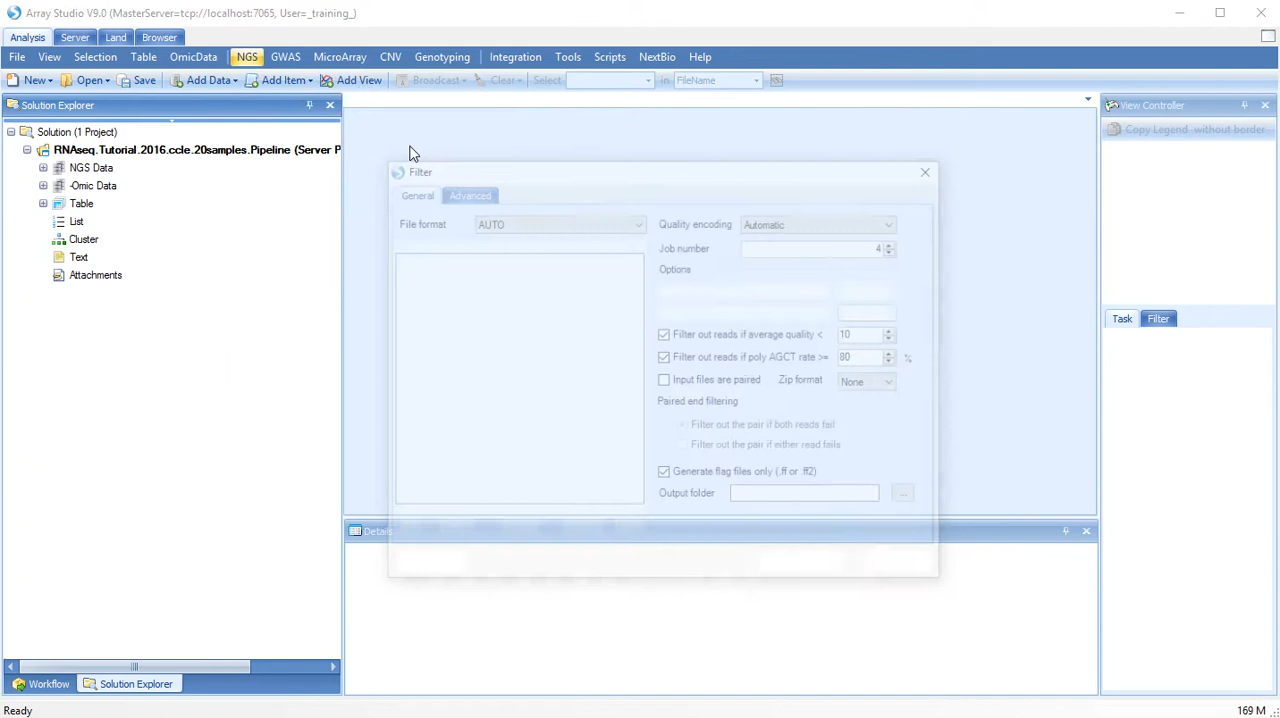 Array Studio V9.0 (MasterServer=tcp://localhost:7065, User=_training_)
Analysis Server Land Browser
File View Selection Table OmicData NGS GWAS MicroArray CNV Genotyping Integration Tools Scripts NextBio Help
New Open Save Add Data Add Item Add View Broadcast Clear Select in FileName
Solution Explorer
View Controller
Solution (1 Project)
Copy Legend without border
RNAseq.Tutorial.2016.ccle.20samples.Pipeline (Server P
NGS Data
-Omic Data
Table
List
Cluster
Text
Attachments
Filter
General Advanced
File format AUTO Quality encoding Automatic
Job number 4
Options
Filter out reads if average quality < 10
Filter out reads if poly AGCT rate >= 80 %
Input files are paired Zip format None
Paired end filtering
Filter out the pair if both reads fail
Filter out the pair if either read fails
Generate flag files only (.ff or .ff2)
Output folder ...
Task Filter
Details
Workflow Solution Explorer
Ready 169 M